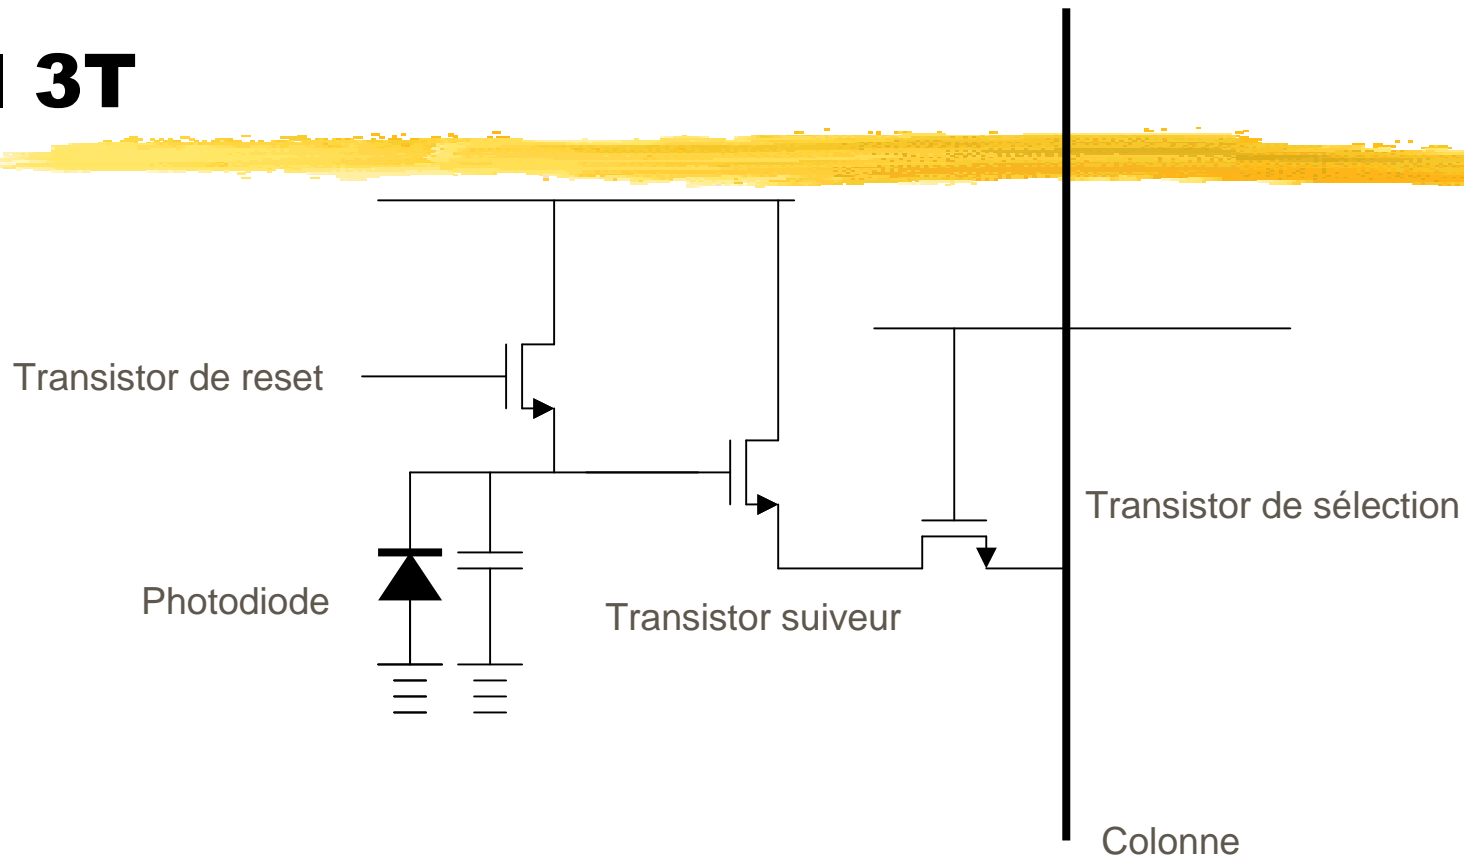 3T
Transistor de reset
Transistor de sélection
Photodiode
Transistor suiveur
Colonne